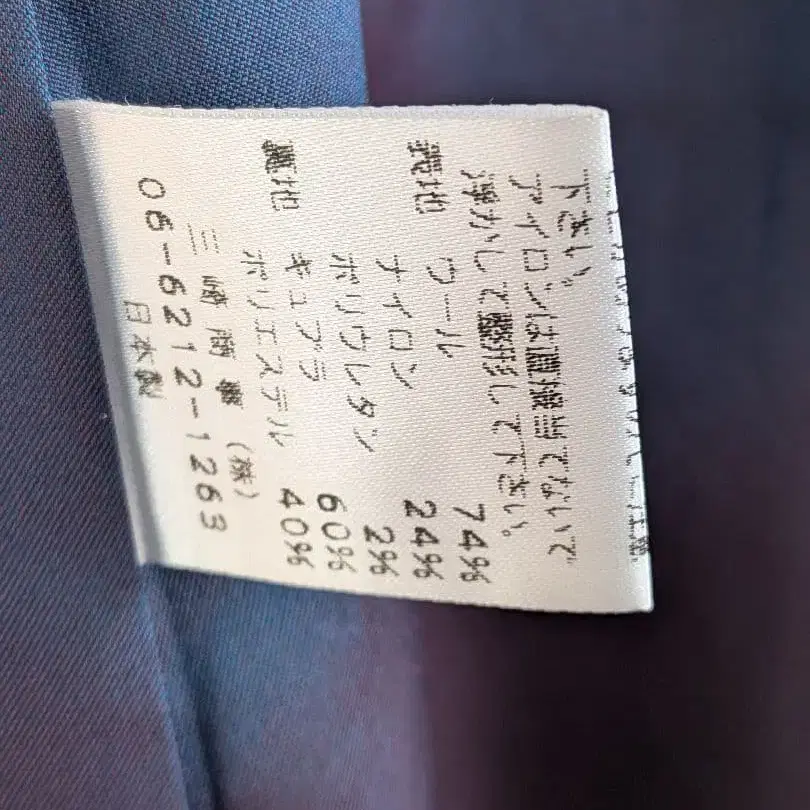 下さい。
アイロンは直接当てないで
浮かして整形して下さい。
表地 ウール 74%
ナイロン 24%
ポリウレタン 2%
裏地 キュプラ 60%
ポリエステル 40%
三崎商事(株)
06-6212-1263
日本製